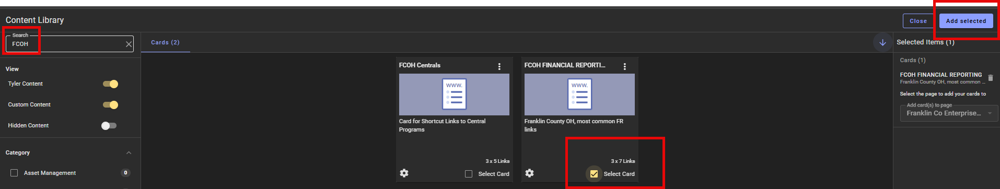 Content Library
Close
Add selected
Search
FCOH
Cards (2)
Selected Items (1)
View
Tyler Content
Custom Content
Hidden Content
Category
Asset Management
0
FCOH Centrals
www.
Card for Shortcut Links to Central
Programs
3 x 5 Links
Select Card
FCOH FINANCIAL REPORTI...
www.
Franklin County OH, most common FR
links
3 x 7 Links
Select Card
Cards (1)
FCOH FINANCIAL REPORTING
Franklin County OH, most common ...
Select the page to add your cards to
Add card(s) to page
Franklin Co Enterprise...